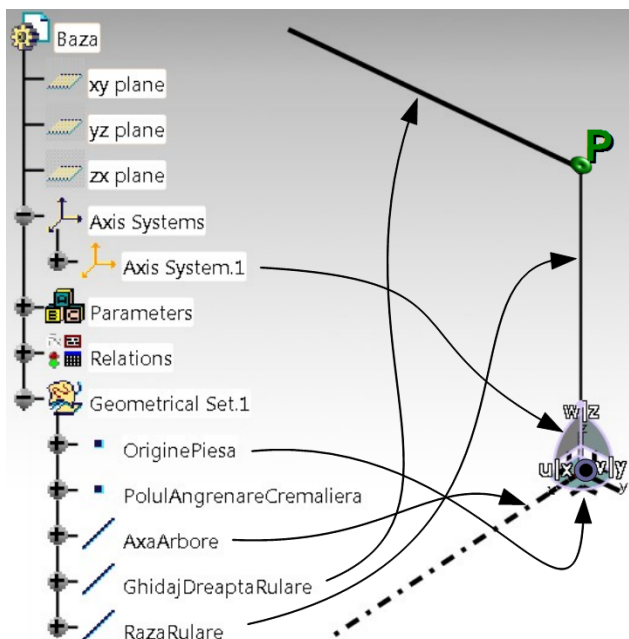 Baza
xy plane
yz plane
zx plane
Axis Systems
Axis System.1
Parameters
Relations
Geometrical Set.1
OriginePiesa
PolulAngrenareCremaliera
AxaArbore
GhidajDreaptaRulare
RazaRulare
P
w|z
z
u|x
v|y
y